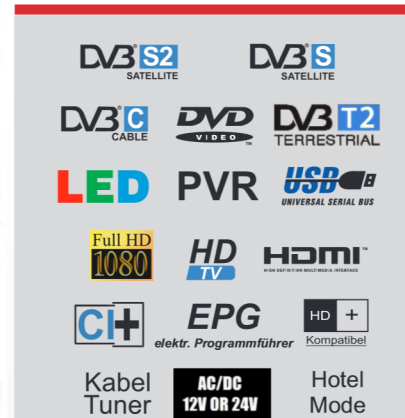 DVB S2
SATELLITE
DVB S
SATELLITE
DVB C
CABLE
DVD
VIDEO
TM
DVB T2
TERRESTRIAL
LED
PVR
USB
UNIVERSAL SERIAL BUS
Full HD
1080
HD
TV
HDMI™
HIGH DEFINITION MULTIMEDIA INTERFACE
CI+
EPG
elektr. Programmführer
HD +
Kompatibel
Kabel
Tuner
AC/DC
12V OR 24V
Hotel
Mode